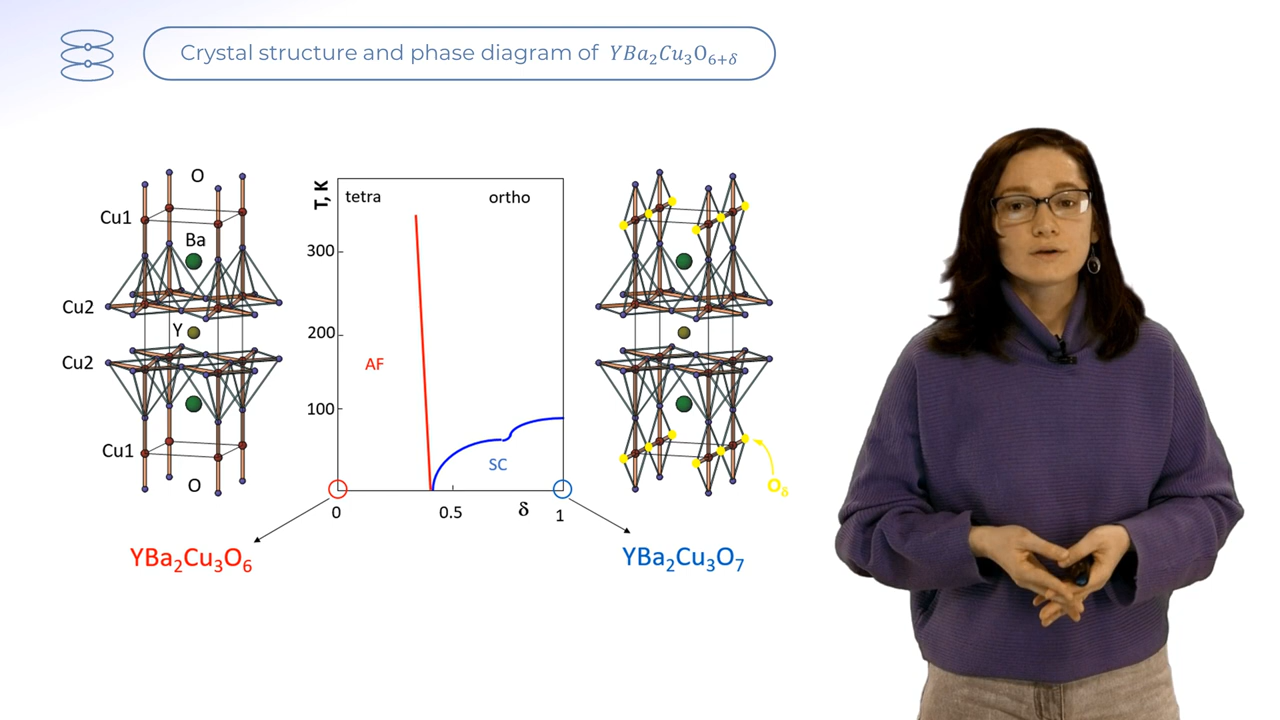 Crystal structure and phase diagram of YBa₂Cu₃O₆₊δ
O
Cu1
Ba
Cu2
Y
Cu2
Cu1
O
T, K
300
200
100
tetra
ortho
AF
SC
0
0.5
δ
1
Oδ
YBa₂Cu₃O₆
YBa₂Cu₃O₇